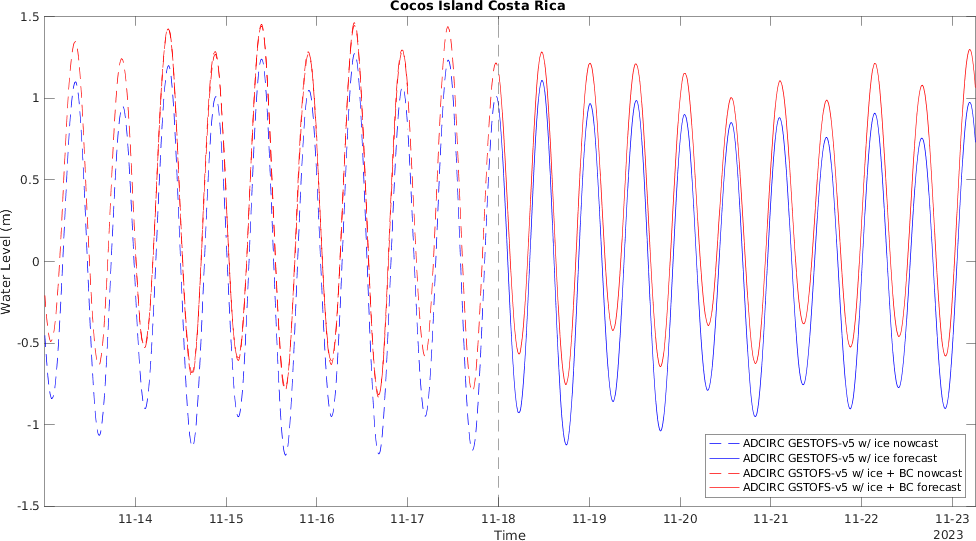 Cocos Island Costa Rica
1.5
1
0.5
0
-0.5
-1
-1.5
Water Level (m)
ADCIRC GESTOFS-v5 w/ ice nowcast
ADCIRC GESTOFS-v5 w/ ice forecast
ADCIRC GSTOFS-v5 w/ ice + BC nowcast
ADCIRC GSTOFS-v5 w/ ice + BC forecast
11-14 11-15 11-16 11-17 11-18 11-19 11-20 11-21 11-22 11-23
Time
2023